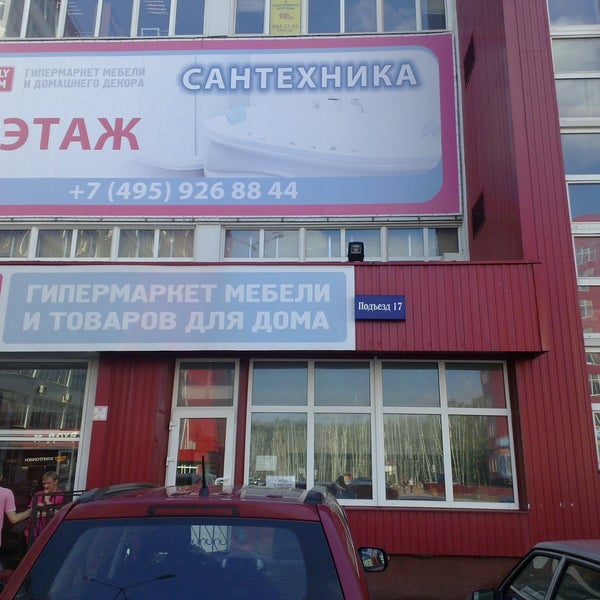 ГИПЕРМАРКЕТ МЕБЕЛИ
И ДОМАШНЕГО ДЕКОРА
САНТЕХНИКА
ЭТАЖ
+7 (495) 926 88 44
ГИПЕРМАРКЕТ МЕБЕЛИ
И ТОВАРОВ ДЛЯ ДОМА
Подъезд 17